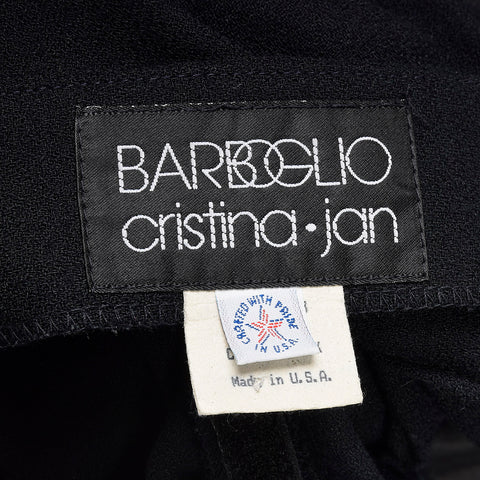 BARBOGLIO
cristina·jan
CRAFTED WITH PRIDE
IN U.S.A.
Made in U.S.A.